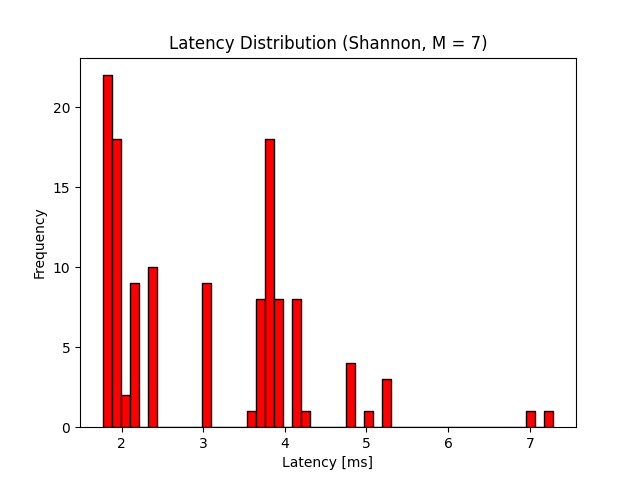 Latency Distribution (Shannon, M = 7)
Frequency
20
15
10
5
0
2 3 4 5 6 7
Latency [ms]